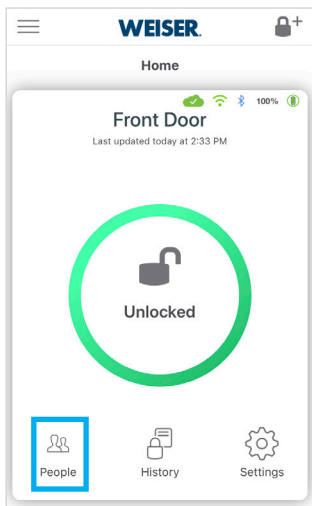 WEISER.
Home
100%
Front Door
Last updated today at 2:33 PM
Unlocked
People History Settings